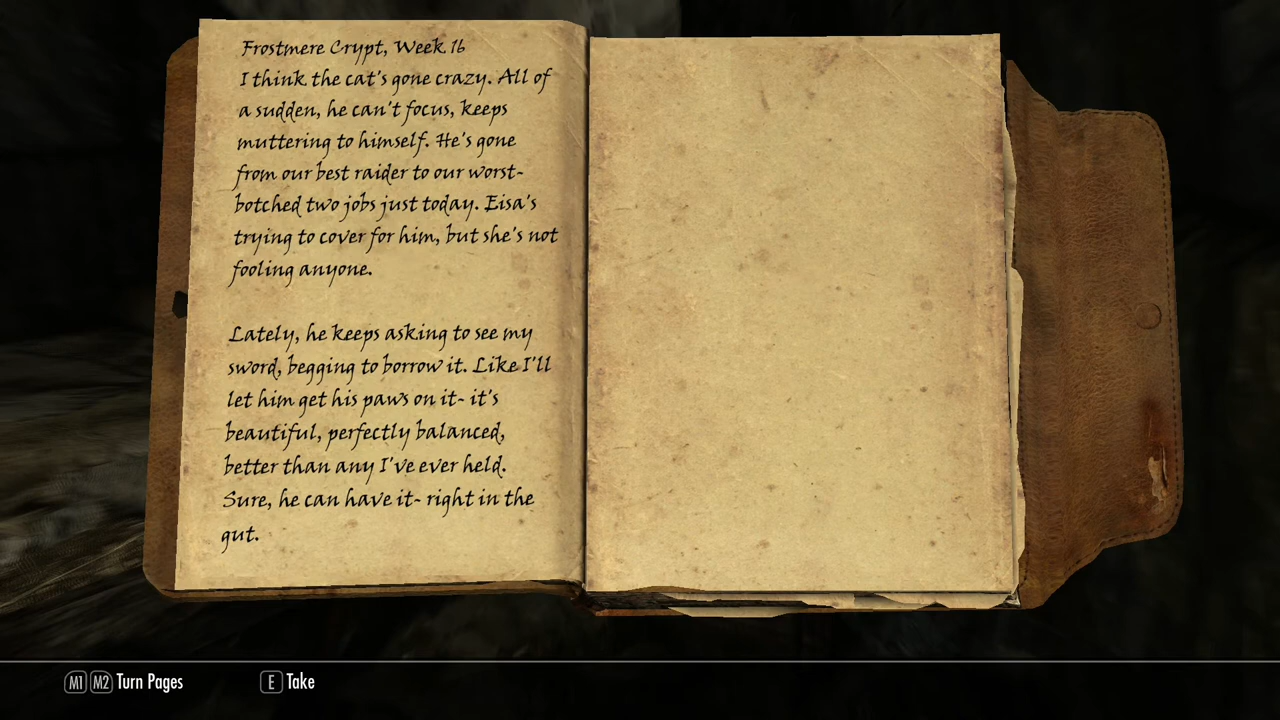 Frostmere Crypt, Week 16
I think the cat's gone crazy. All of
a sudden, he can't focus, keeps
muttering to himself. He's gone
from our best raider to our worst-
botched two jobs just today. Eisa's
trying to cover for him, but she's not
fooling anyone.
Lately, he keeps asking to see my
sword, begging to borrow it. Like I'll
let him get his paws on it- it's
beautiful, perfectly balanced,
better than any I've ever held.
Sure, he can have it- right in the
gut.
M1 M2 Turn Pages
E Take